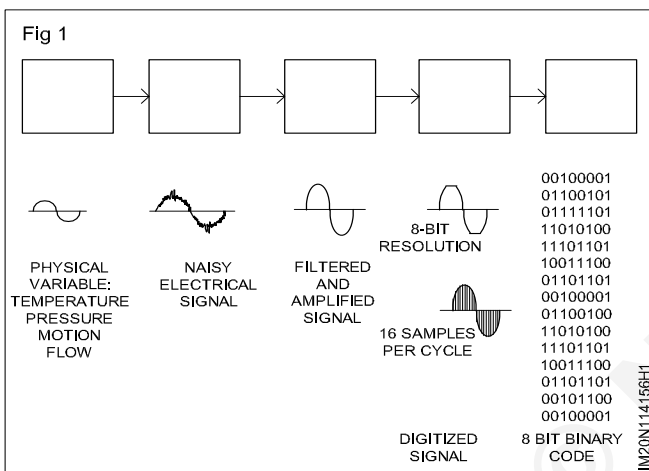 Fig 1
PHYSICAL
VARIABLE:
TEMPERATURE
PRESSURE
MOTION
FLOW
NAISY
ELECTRICAL
SIGNAL
FILTERED
AND
AMPLIFIED
SIGNAL
8-BIT
RESOLUTION
16 SAMPLES
PER CYCLE
DIGITIZED
SIGNAL
00100001
01100101
01111101
11010100
11101101
10011100
01101101
00100001
01100100
11010100
11101101
10011100
01101101
00101100
00100001
8 BIT BINARY
CODE
IM20N114156H1